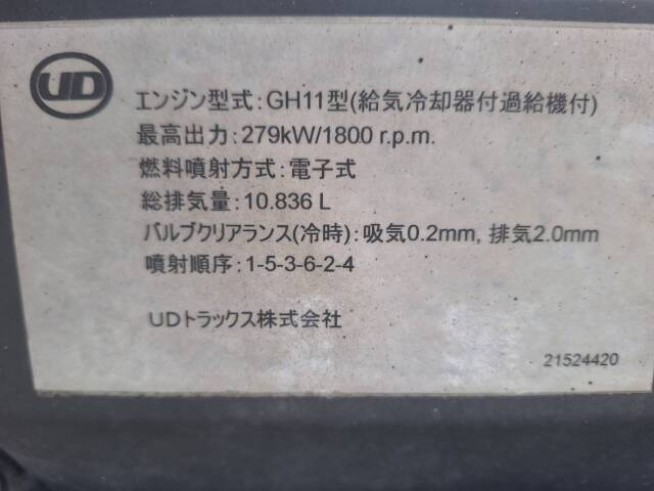 UD
エンジン型式:GH11型(給気冷却器付過給機付)
最高出力:279kW/1800 r.p.m.
燃料噴射方式:電子式
総排気量:10.836 L
バルブクリアランス(冷時):吸気0.2mm, 排気2.0mm
噴射順序:1-5-3-6-2-4
UDトラックス株式会社
21524420